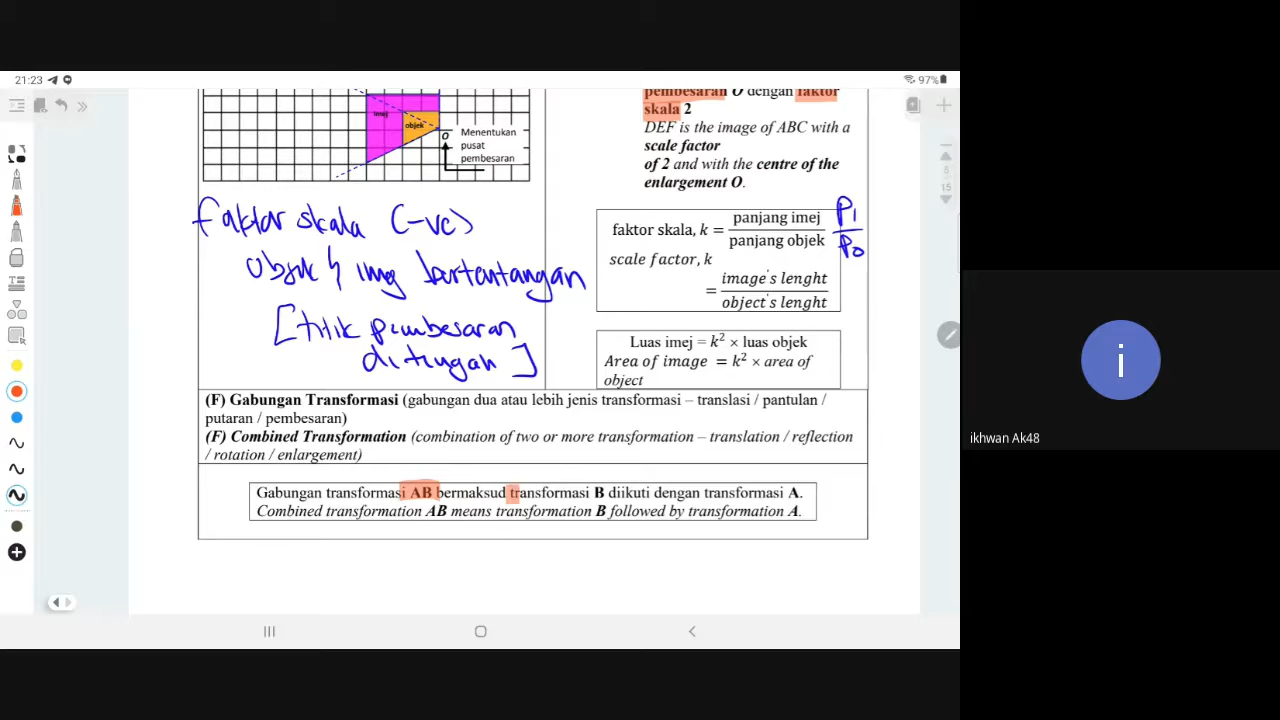 21:23
97%
imej
objek
O
Menentukan
pusat
pembesaran
pembesaran O dengan faktor
skala 2
DEF is the image of ABC with a
scale factor
of 2 and with the centre of the
enlargement O.
faktor skala (-ve)
objek & imej bertentangan
[titik pembesaran
di tengah]
faktor skala, k = panjang imej / panjang objek
P1 / P0
scale factor, k
= image's lenght / object's lenght
Luas imej = k² × luas objek
Area of image = k² × area of
object
(F) Gabungan Transformasi (gabungan dua atau lebih jenis transformasi – translasi / pantulan /
putaran / pembesaran)
(F) Combined Transformation (combination of two or more transformation – translation / reflection
/ rotation / enlargement)
Gabungan transformasi AB bermaksud transformasi B diikuti dengan transformasi A.
Combined transformation AB means transformation B followed by transformation A.
8
15
i
ikhwan Ak48